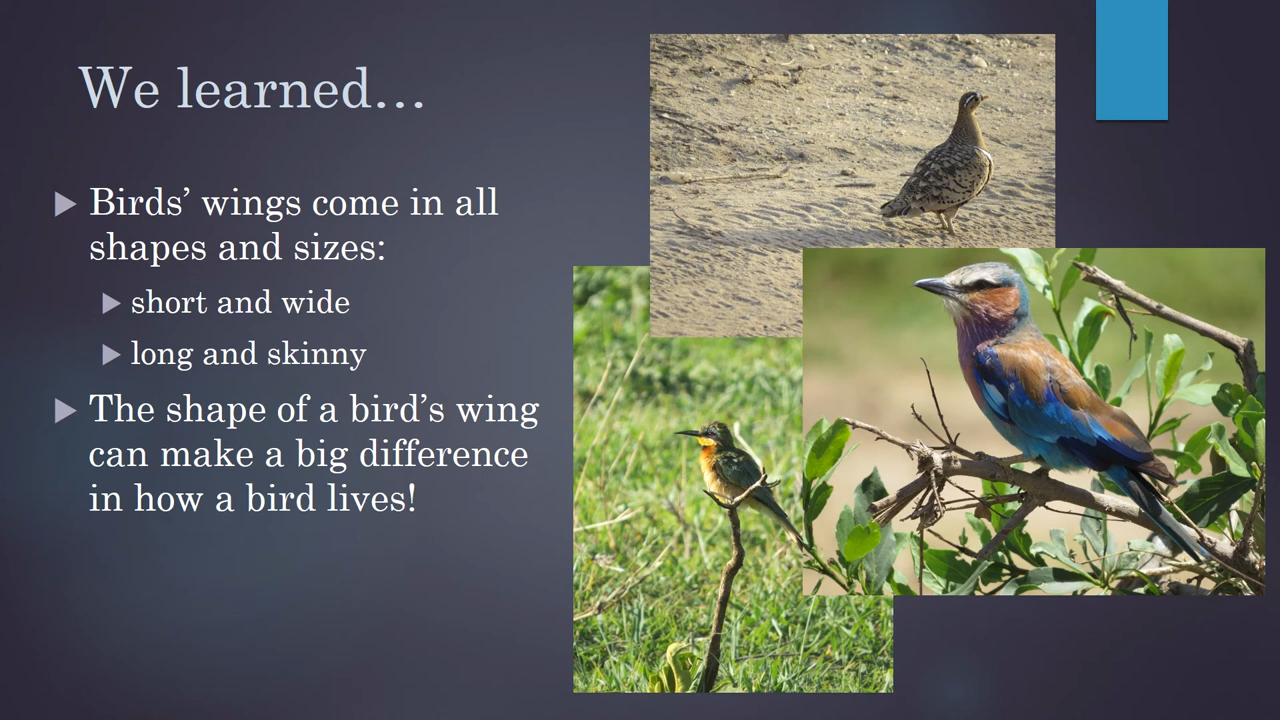 We learned...
Birds’ wings come in all
shapes and sizes:
short and wide
long and skinny
The shape of a bird’s wing
can make a big difference
in how a bird lives!